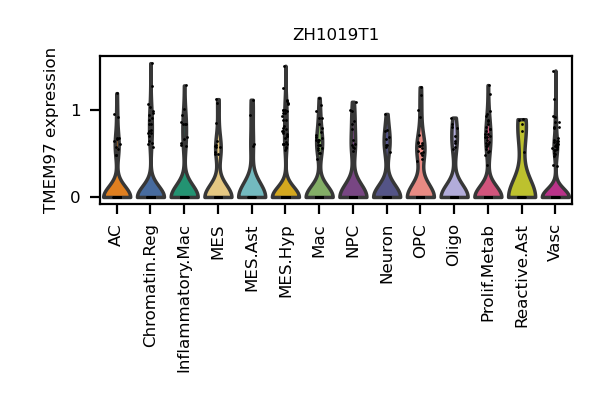 ZH1019T1
TMEM97 expression
1
0
AC
Chromatin.Reg
Inflammatory.Mac
MES
MES.Ast
MES.Hyp
Mac
NPC
Neuron
OPC
Oligo
Prolif.Metab
Reactive.Ast
Vasc